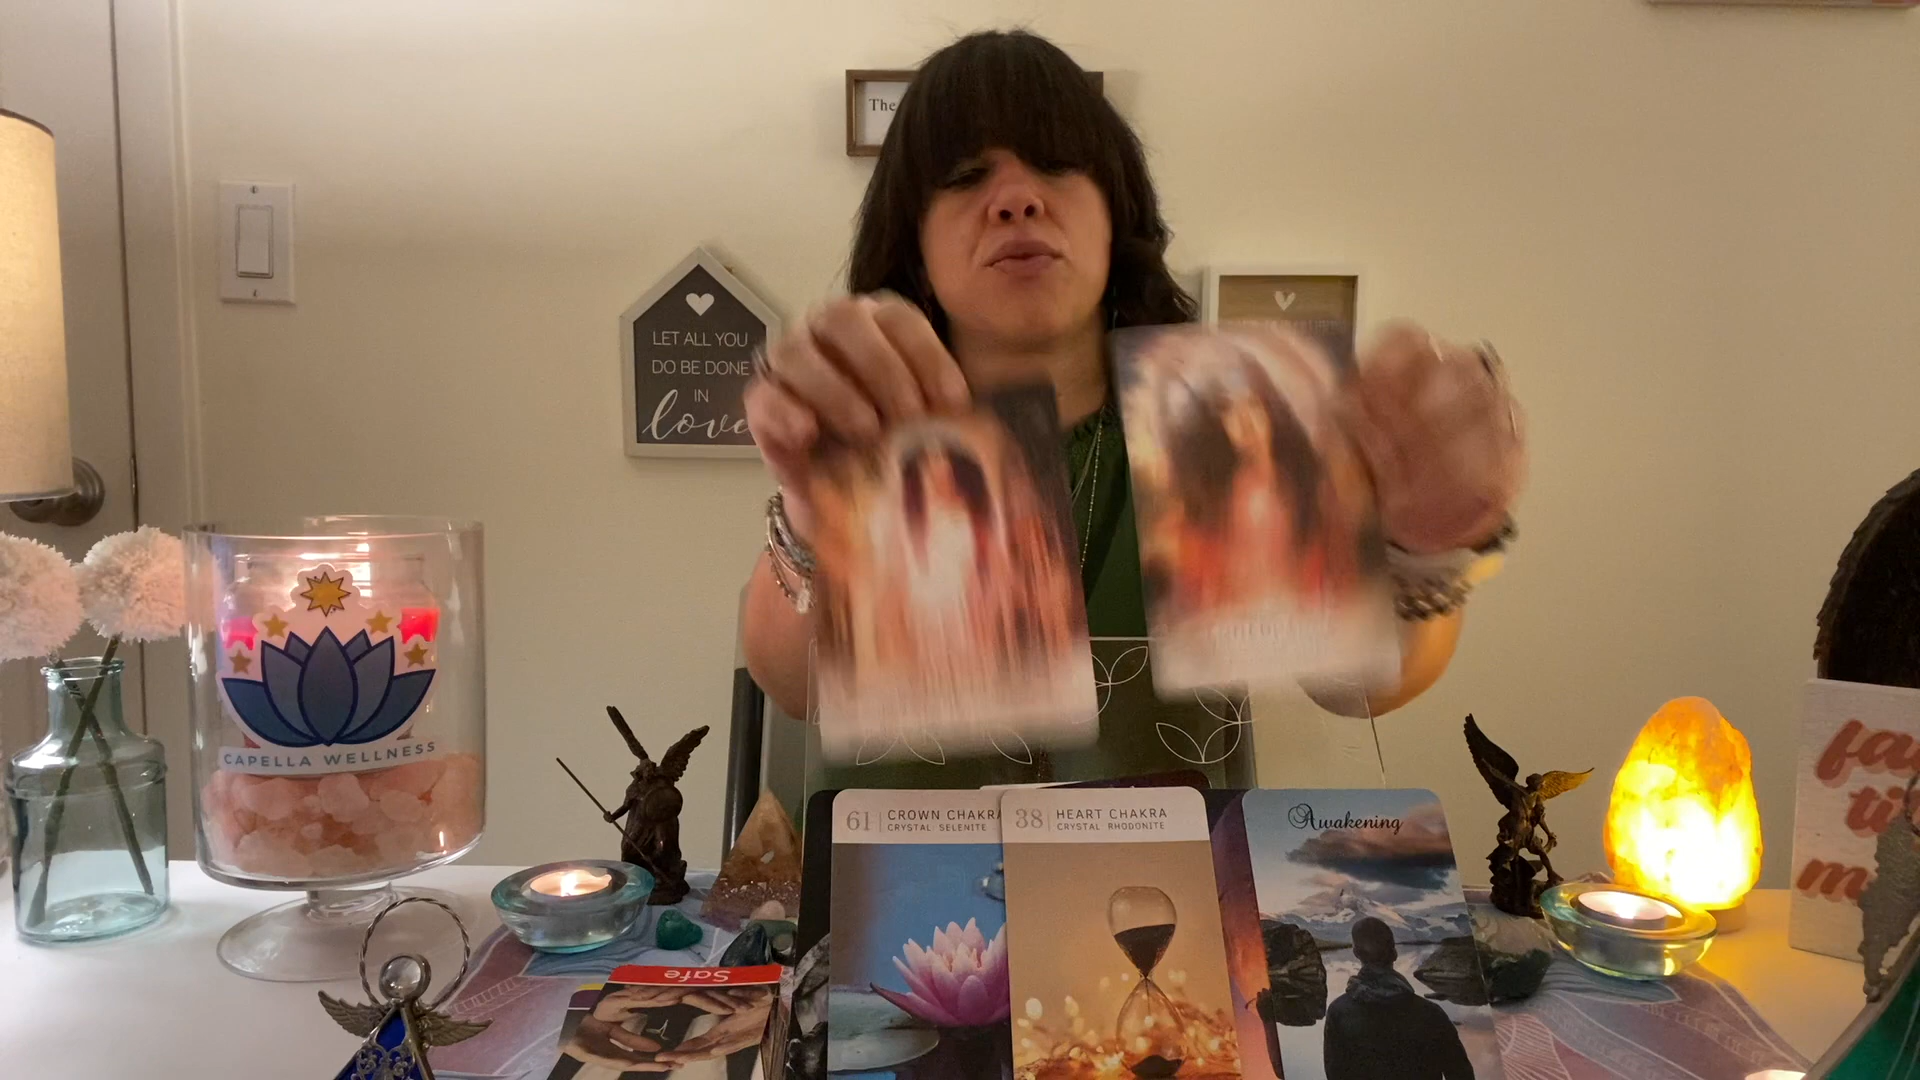 The
LET ALL YOU
DO BE DONE
IN
love
CAPELLA WELLNESS
61 CROWN CHAKRA
CRYSTAL: SELENITE
38 HEART CHAKRA
CRYSTAL: RHODONITE
Awakening
Safe